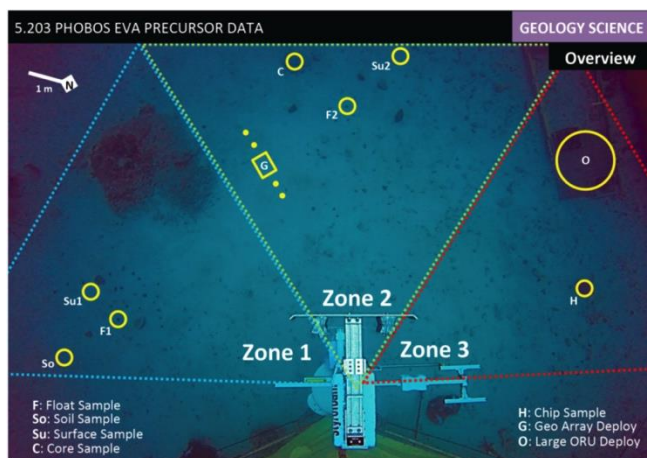 5.203 PHOBOS EVA PRECURSOR DATA
GEOLOGY SCIENCE
Overview
N
1 m
C
Su2
F2
G
O
Su1
H
F1
So
Zone 2
Zone 1
Zone 3
Styrofoam
F: Float Sample
So: Soil Sample
Su: Surface Sample
C: Core Sample
H: Chip Sample
G: Geo Array Deploy
O: Large ORU Deploy